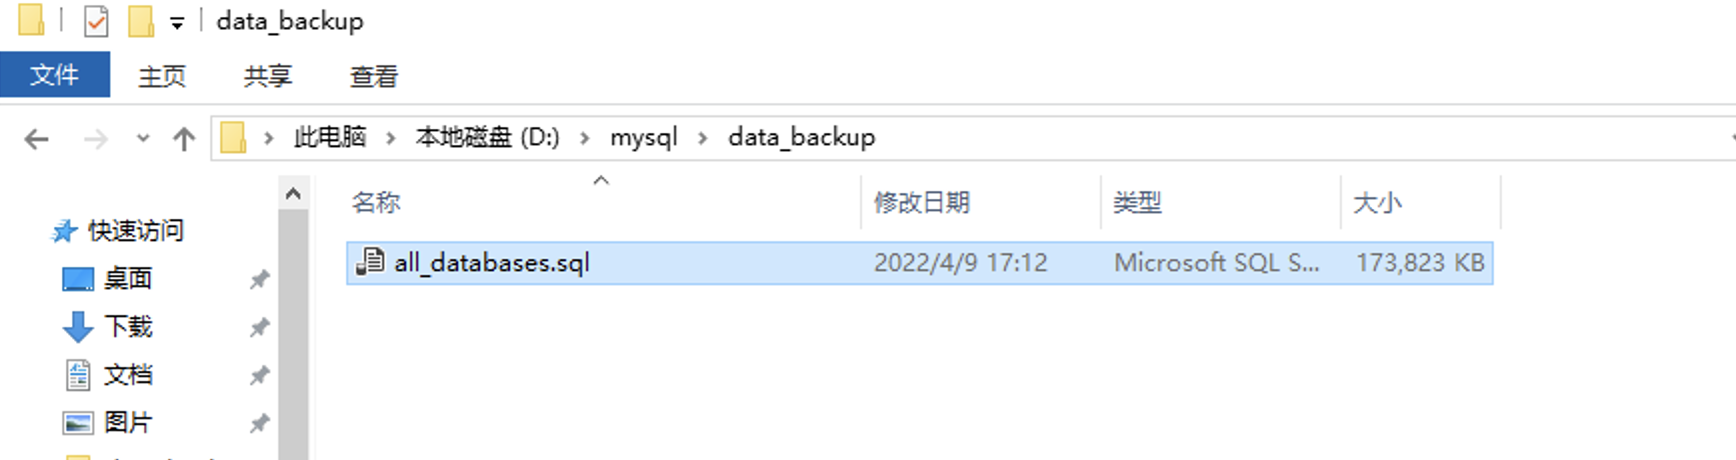 data_backup
文件 主页 共享 查看
此电脑 本地磁盘 (D:) mysql data_backup
名称 修改日期 类型 大小
快速访问
all_databases.sql 2022/4/9 17:12 Microsoft SQL S... 173,823 KB
桌面
下载
文档
图片